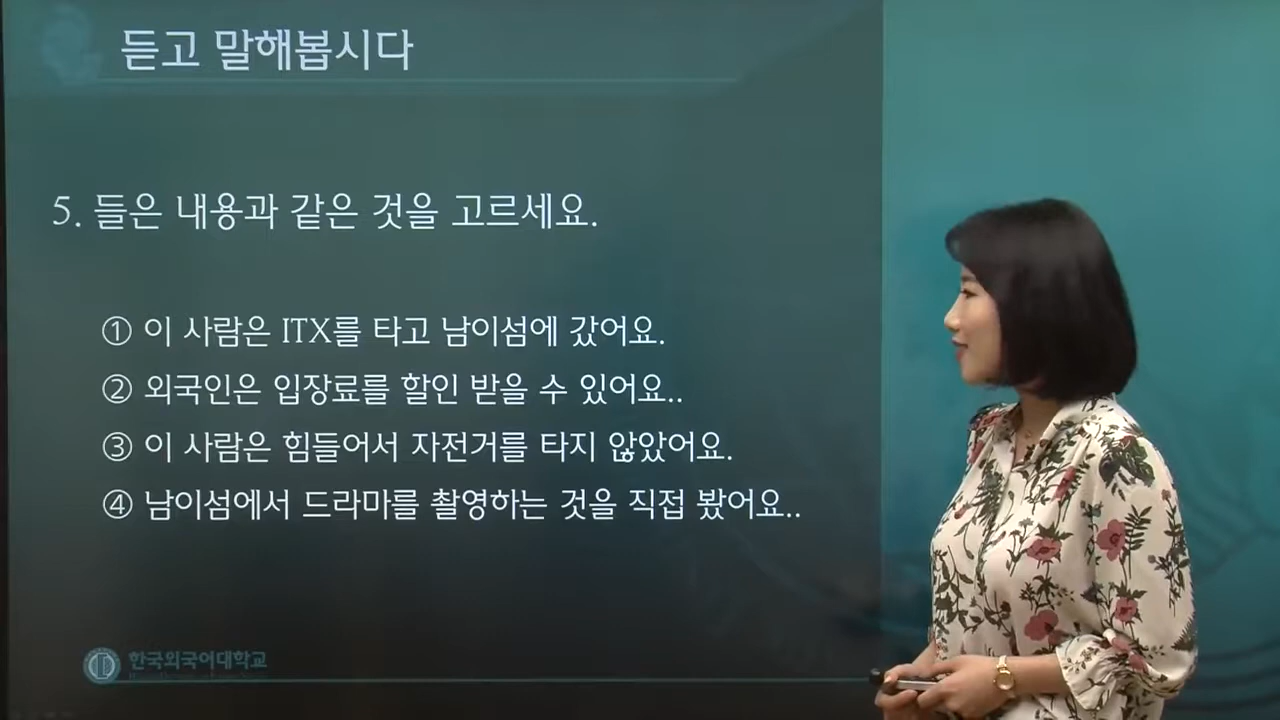 듣고 말해봅시다
5. 들은 내용과 같은 것을 고르세요.
① 이 사람은 ITX를 타고 남이섬에 갔어요.
② 외국인은 입장료를 할인 받을 수 있어요..
③ 이 사람은 힘들어서 자전거를 타지 않았어요.
④ 남이섬에서 드라마를 촬영하는 것을 직접 봤어요..
한국외국어대학교